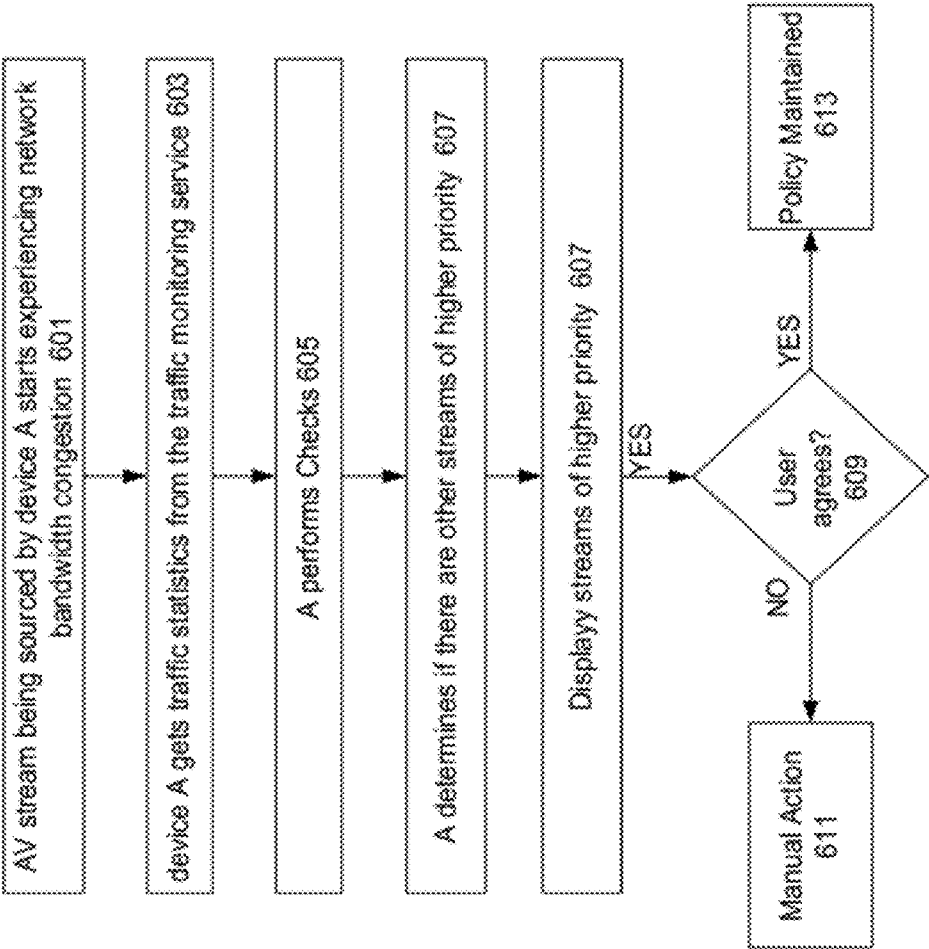 AV stream being sourced by device A starts experiencing network
bandwidth congestion 601
device A gets traffic statistics from the traffic monitoring service 603
A performs Checks 605
A determines if there are other streams of higher priority 607
Displayy streams of higher priority 607
YES
User
agrees?
609
NO
YES
Manual Action
611
Policy Maintained
613